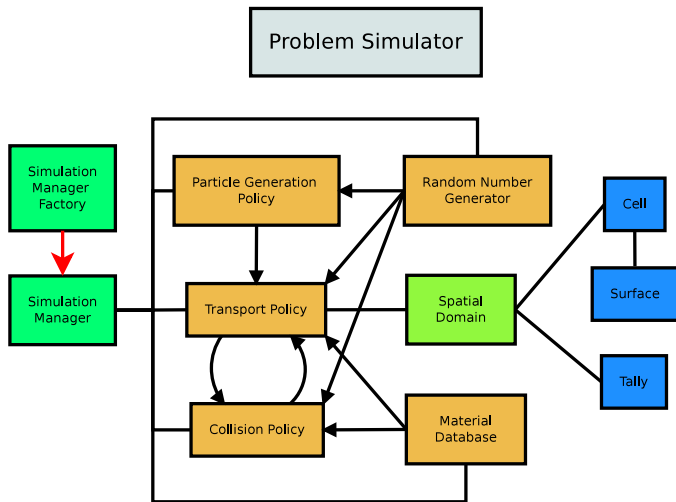 Problem Simulator
Simulation
Manager
Factory
Particle Generation
Policy
Random Number
Generator
Cell
Simulation
Manager
Transport Policy
Spatial
Domain
Surface
Tally
Collision Policy
Material
Database